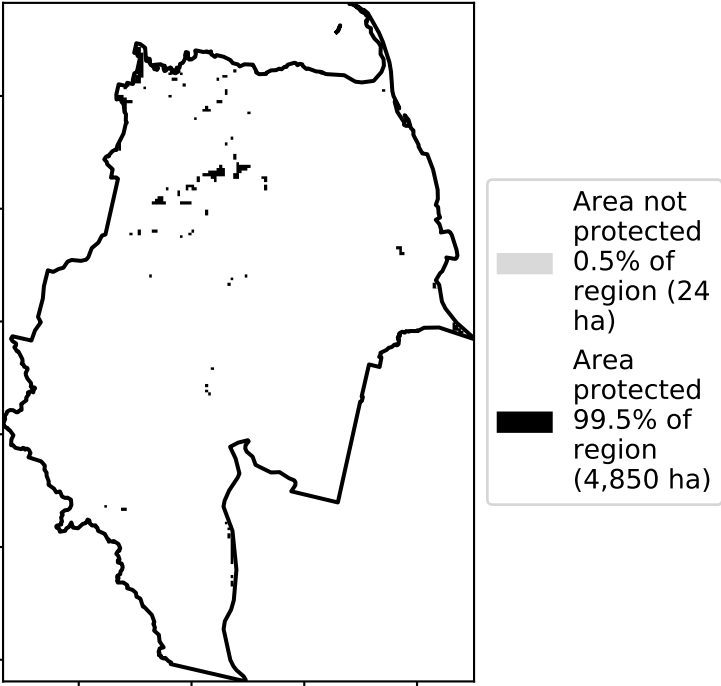 Area not
protected
0.5% of
region (24
ha)
Area
protected
99.5% of
region
(4,850 ha)